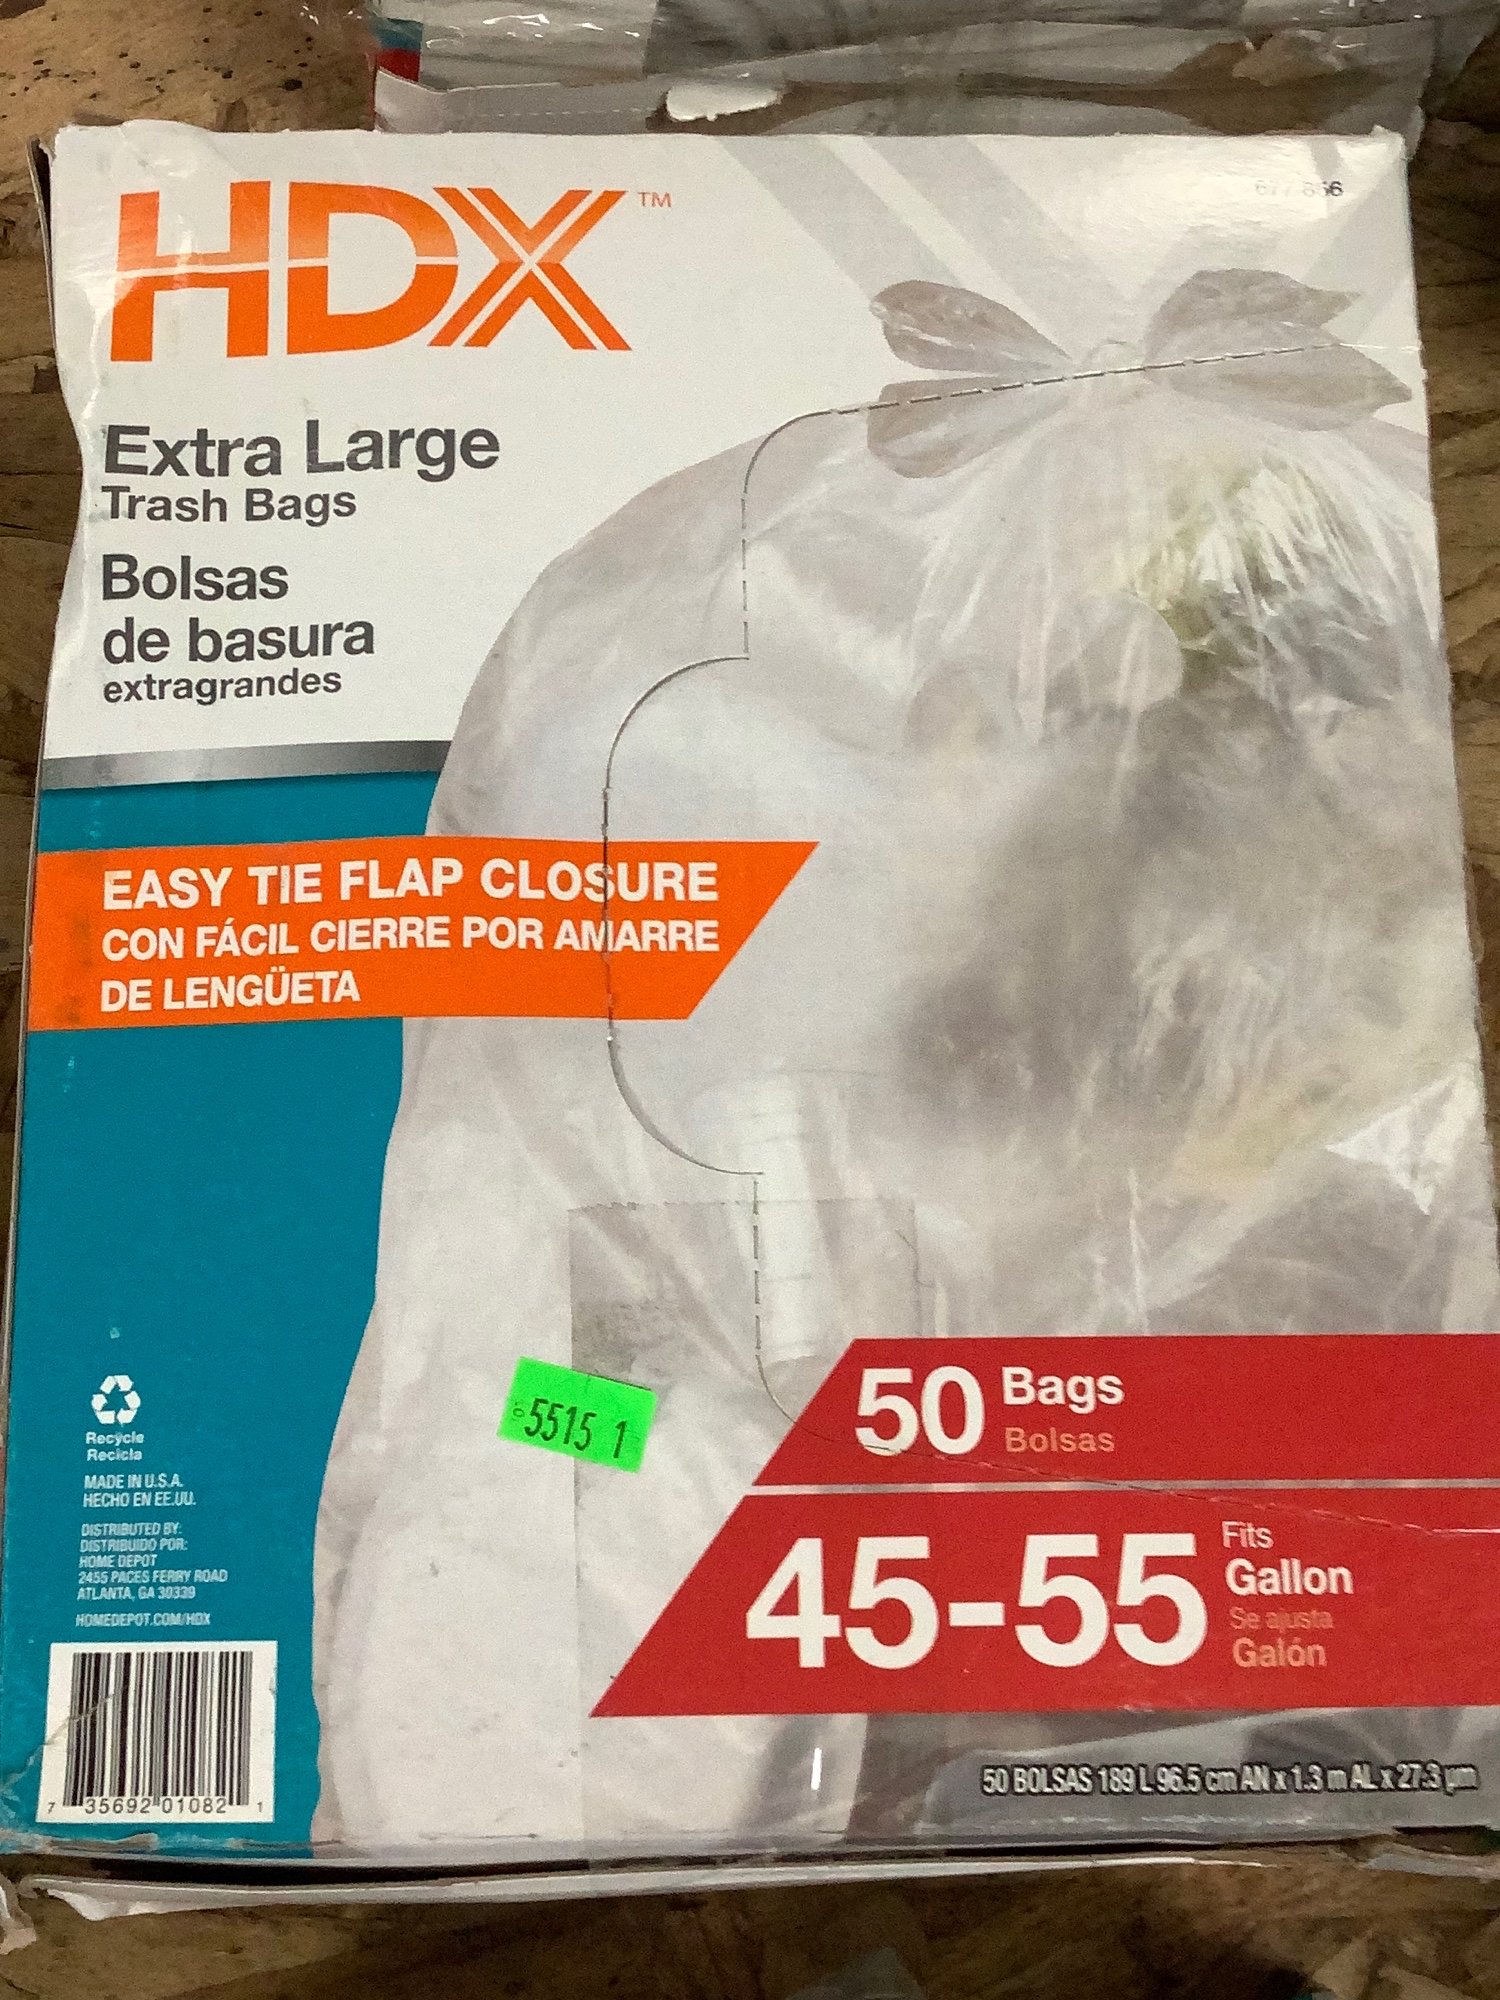 HDX™
677 856
Extra Large
Trash Bags
Bolsas
de basura
extragrandes
EASY TIE FLAP CLOSURE
CON FÁCIL CIERRE POR AMARRE
DE LENGÜETA
5515 1
50 Bags
Bolsas
45-55
Fits
Gallon
Se ajusta
Galón
Recycle
Recicla
MADE IN U.S.A.
HECHO EN EE.UU.
DISTRIBUTED BY:
DISTRIBUIDO POR:
HOME DEPOT
2455 PACES FERRY ROAD
ATLANTA, GA 30339
HOMEDEPOT.COM/HDX
7 35692 01082 1
50 BOLSAS 189 L 96.5 cm AN x 1.3 m AL x 27.3 µm